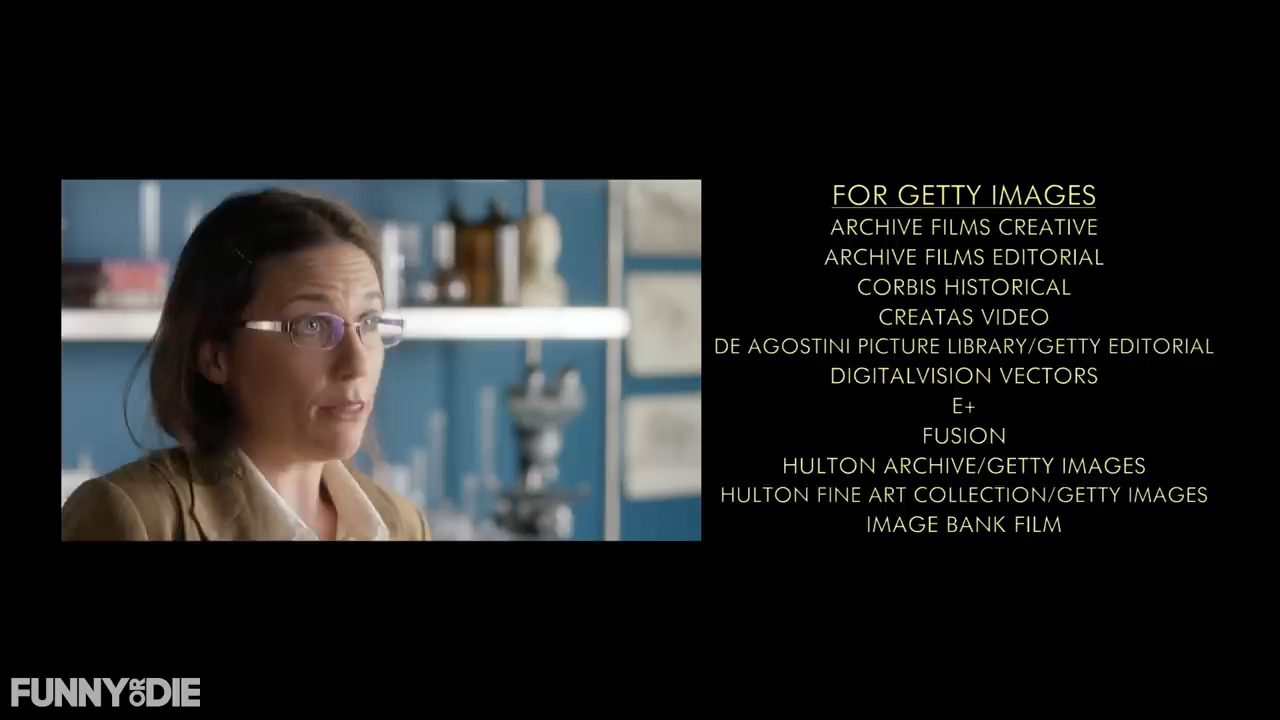 FOR GETTY IMAGES
ARCHIVE FILMS CREATIVE
ARCHIVE FILMS EDITORIAL
CORBIS HISTORICAL
CREATAS VIDEO
DE AGOSTINI PICTURE LIBRARY/GETTY EDITORIAL
DIGITALVISION VECTORS
E+
FUSION
HULTON ARCHIVE/GETTY IMAGES
HULTON FINE ART COLLECTION/GETTY IMAGES
IMAGE BANK FILM
FUNNY OR DIE